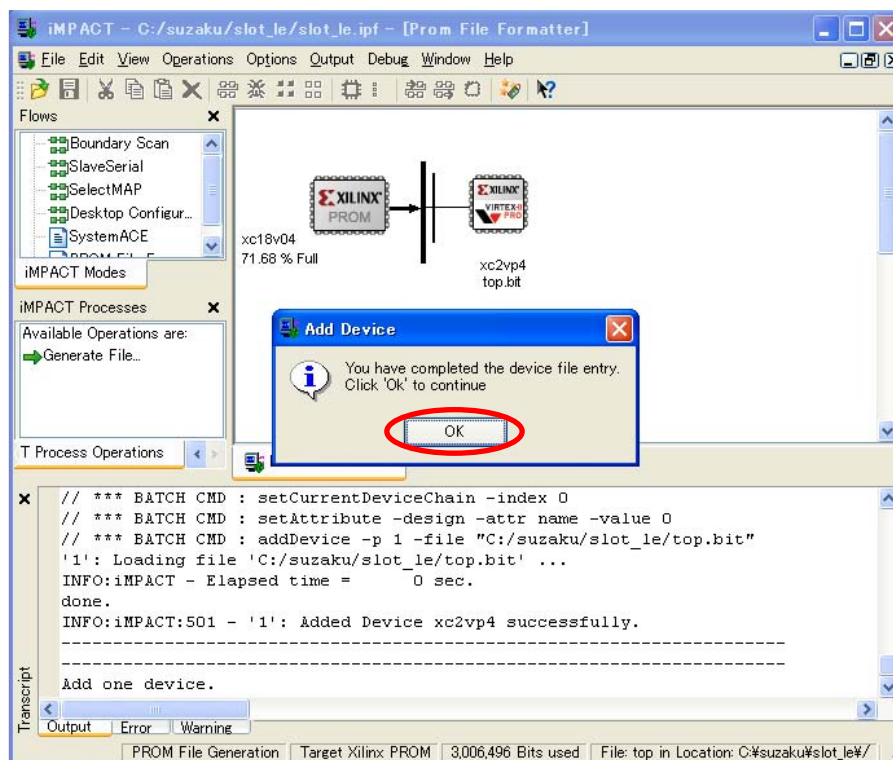 iMPACT - C:/suzaku/slot_le/slot_le.ipf - [Prom File Formatter]
File Edit View Operations Options Output Debug Window Help
Flows
Boundary Scan
SlaveSerial
SelectMAP
Desktop Configur...
SystemACE
iMPACT Modes
XILINX
PROM
xc18v04
71.68 % Full
XILINX
VIRTEX-II
PRO
xc2vp4
top.bit
iMPACT Processes
Available Operations are:
Generate File...
T Process Operations
Add Device
You have completed the device file entry.
Click 'Ok' to continue
OK
// *** BATCH CMD : setCurrentDeviceChain -index 0
// *** BATCH CMD : setAttribute -design -attr name -value 0
// *** BATCH CMD : addDevice -p 1 -file "C:/suzaku/slot_le/top.bit"
'1': Loading file 'C:/suzaku/slot_le/top.bit' ...
INFO:iMPACT - Elapsed time = 0 sec.
done.
INFO:iMPACT:501 - '1': Added Device xc2vp4 successfully.
----------------------------------------------------------------------
----------------------------------------------------------------------
Add one device.
Transcript
Output Error Warning
PROM File Generation Target Xilinx PROM 3,006,496 Bits used File: top in Location: C:¥suzaku¥slot_le¥/